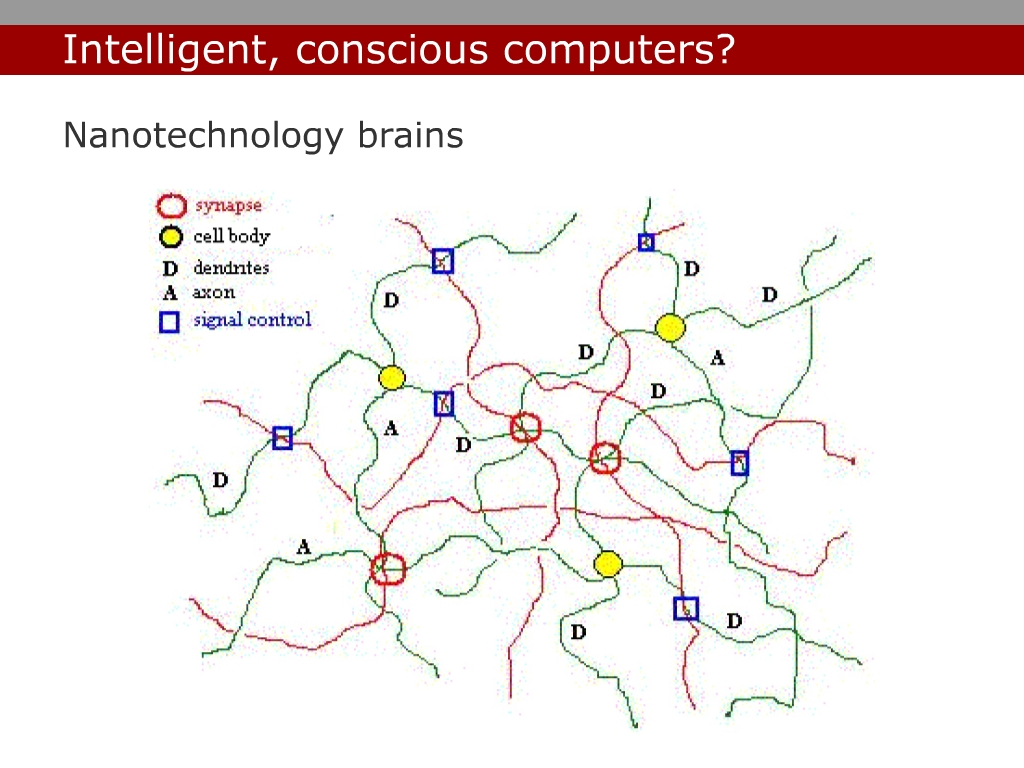 Intelligent, conscious computers?
Nanotechnology brains
synapse
cell body
D dendrites
A axon
signal control
D
D
D
D
A
D
A
D
D
A
D
D